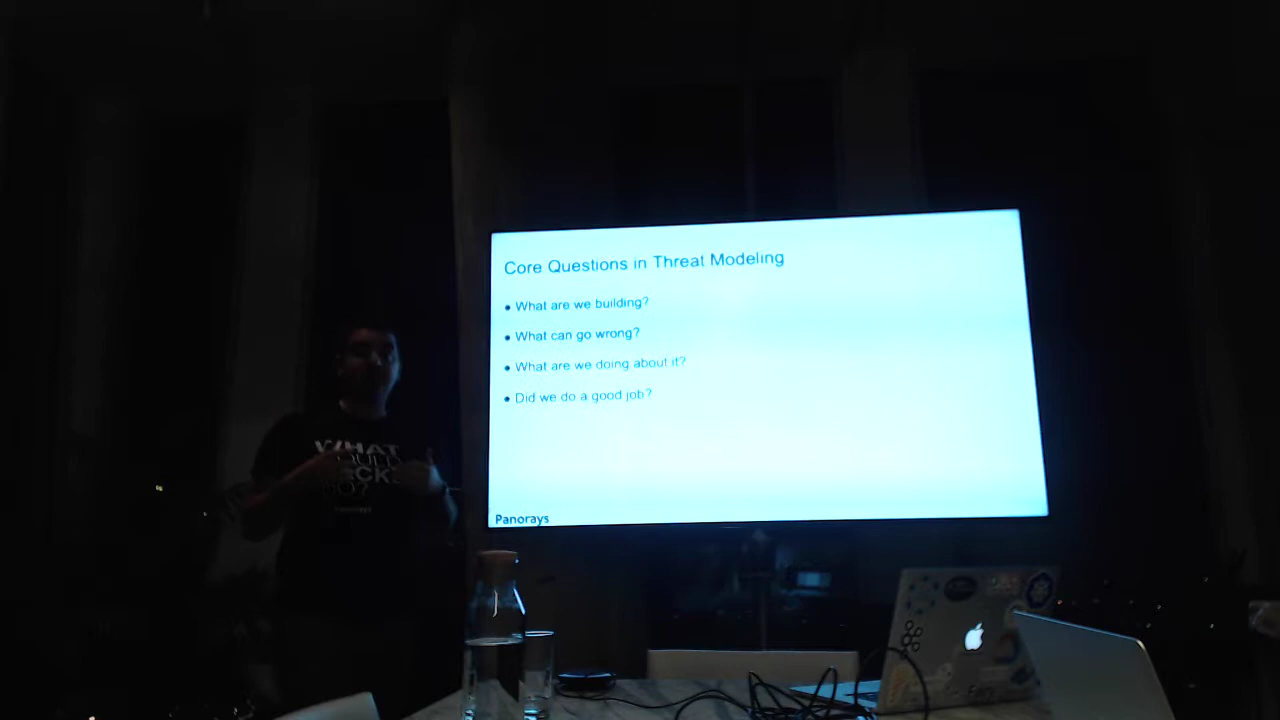 Core Questions in Threat Modeling
• What are we building?
• What can go wrong?
• What are we doing about it?
• Did we do a good job?
Panorays
WHAT